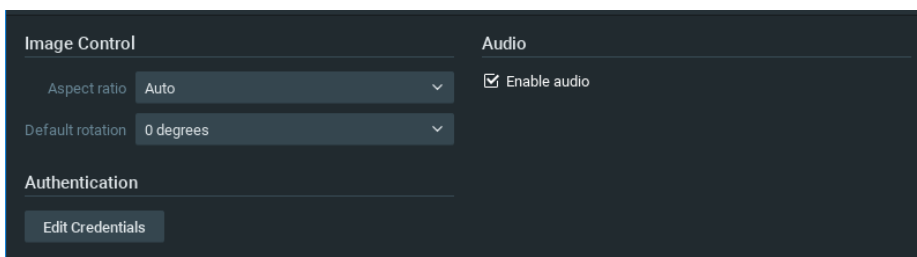 Image Control
Aspect ratio Auto
Default rotation 0 degrees
Authentication
Edit Credentials
Audio
Enable audio